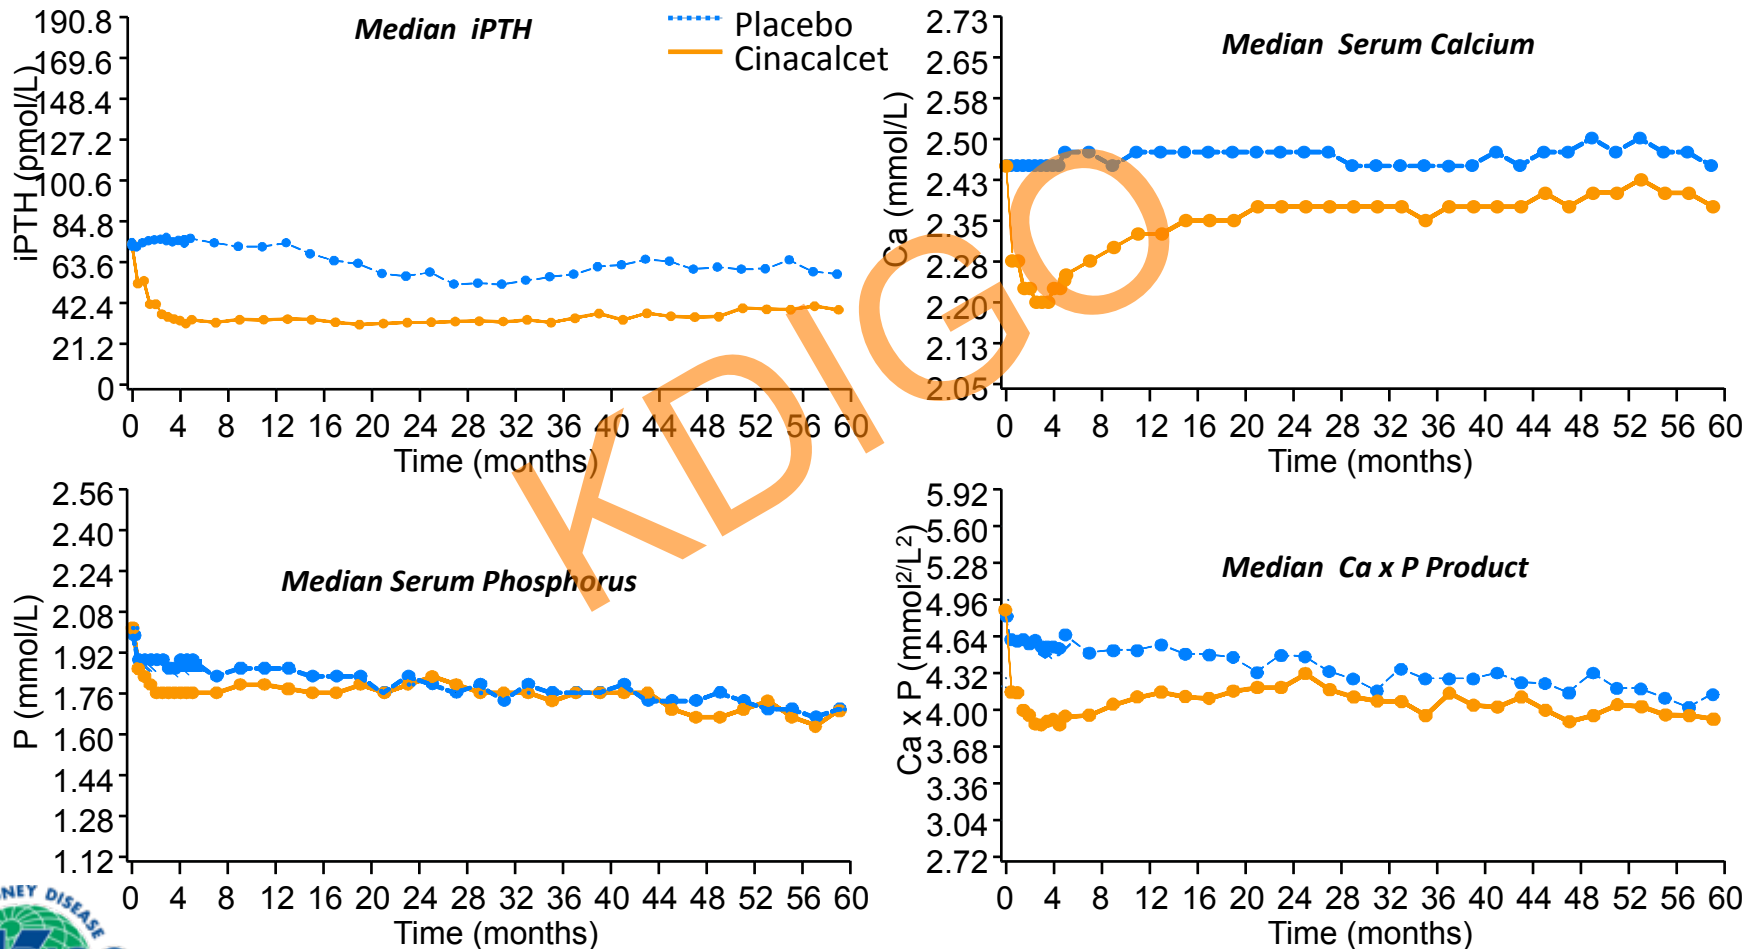 Median iPTH
Placebo
Cinacalcet
iPTH (pmol/L)
190.8
169.6
148.4
127.2
100.6
84.8
63.6
42.4
21.2
0
0 4 8 12 16 20 24 28 32 36 40 44 48 52 56 60
Time (months)
Median Serum Calcium
Ca (mmol/L)
2.73
2.65
2.58
2.50
2.43
2.35
2.28
2.20
2.13
2.05
0 4 8 12 16 20 24 28 32 36 40 44 48 52 56 60
Time (months)
Median Serum Phosphorus
P (mmol/L)
2.56
2.40
2.24
2.08
1.92
1.76
1.60
1.44
1.28
1.12
0 4 8 12 16 20 24 28 32 36 40 44 48 52 56 60
Time (months)
Median Ca x P Product
Ca x P (mmol²/L²)
5.92
5.60
5.28
4.96
4.64
4.32
4.00
3.68
3.36
3.04
2.72
0 4 8 12 16 20 24 28 32 36 40 44 48 52 56 60
Time (months)
KDIGO
DISEASE